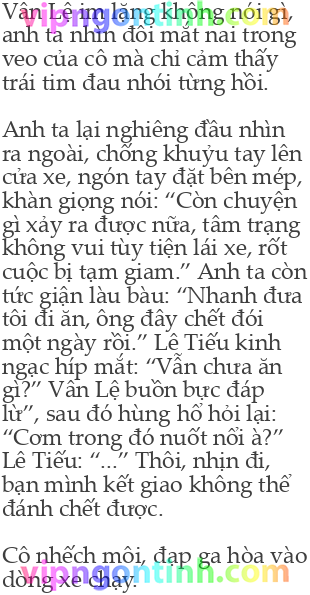 Vân Lệ im lặng không nói gì,
anh ta nhìn đôi mắt nai trong
veo của cô mà chỉ cảm thấy
trái tim đau nhói từng hồi.
Anh ta lại nghiêng đầu nhìn
ra ngoài, chống khuỷu tay lên
cửa xe, ngón tay đặt bên mép,
khàn giọng nói: “Còn chuyện
gì xảy ra được nữa, tâm trạng
không vui tùy tiện lái xe, rốt
cuộc bị tạm giam.” Anh ta còn
tức giận làu bàu: “Nhanh đưa
tôi đi ăn, ông đây chết đói
một ngày rồi.” Lê Tiếu kinh
ngạc híp mắt: “Vẫn chưa ăn
gì?” Vân Lệ buồn bực đáp
lừ”, sau đó hùng hổ hỏi lại:
“Cơm trong đó nuốt nổi à?”
Lê Tiếu: “...” Thôi, nhịn đi,
bạn mình kết giao không thể
đánh chết được.
Cô nhếch môi, đạp ga hòa vào
dòng xe chạy.
vipngontinh.com
vipngontinh.com